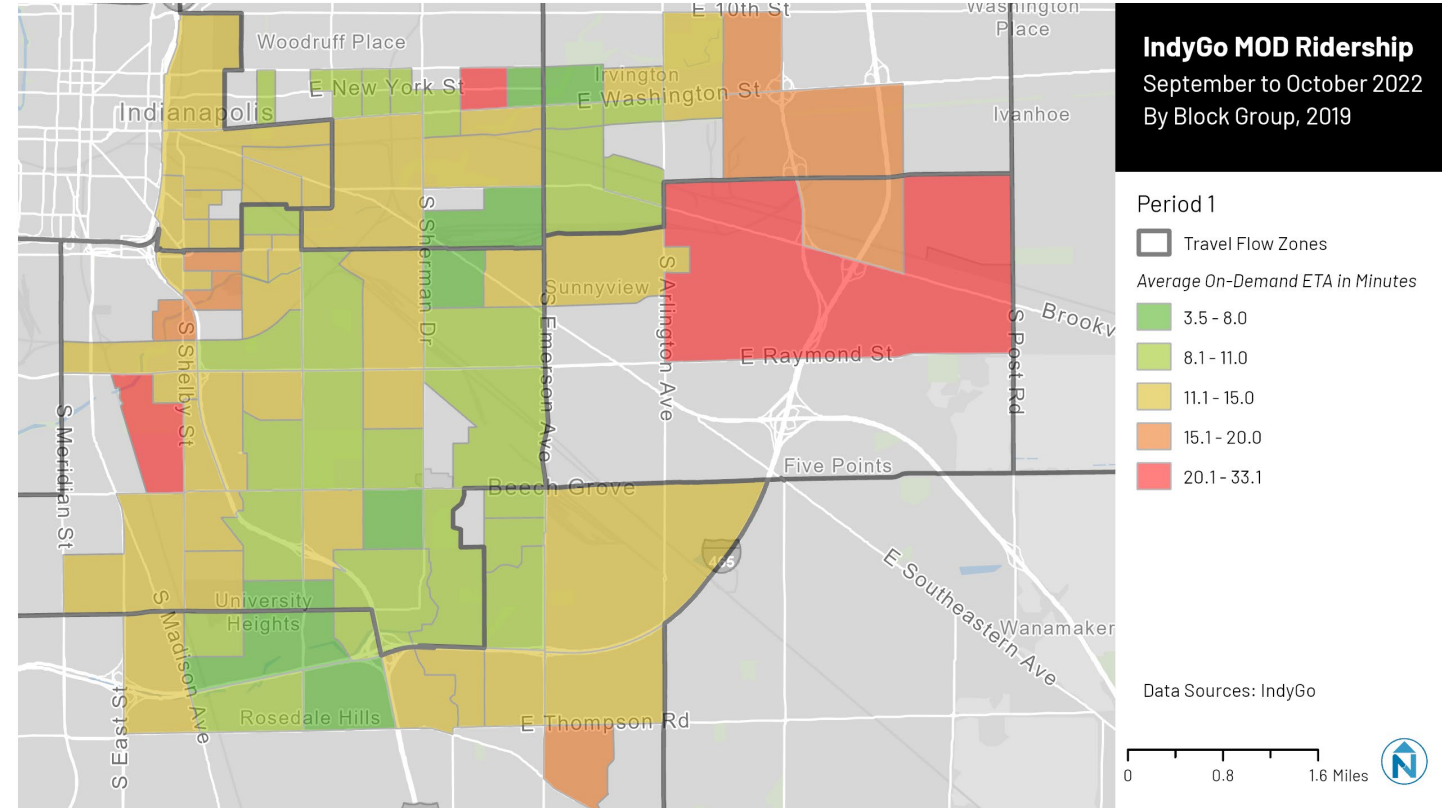 E 10th St
Washington
Place
Woodruff Place
E New York St
Irvington
E Washington St
Indianapolis
Ivanhoe
S Sherman Dr
Sunnyview
S Arlington Ave
S Emerson Ave
Brookv
S Post Rd
E Raymond St
S Shelby St
S Meridian St
Five Points
Beech Grove
465
E Southeastern Ave
University
Heights
S Madison Ave
Wanamaker
S East St
Rosedale Hills
E Thompson Rd
IndyGo MOD Ridership
September to October 2022
By Block Group, 2019
Period 1
Travel Flow Zones
Average On-Demand ETA in Minutes
3.5 - 8.0
8.1 - 11.0
11.1 - 15.0
15.1 - 20.0
20.1 - 33.1
Data Sources: IndyGo
0 0.8 1.6 Miles
N